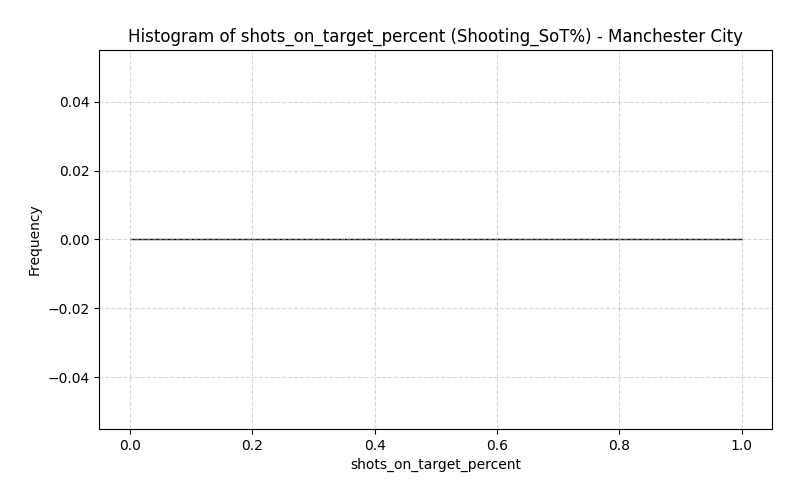 Histogram of shots_on_target_percent (Shooting_SoT%) - Manchester City
Frequency
0.04
0.02
0.00
−0.02
−0.04
0.0 0.2 0.4 0.6 0.8 1.0
shots_on_target_percent